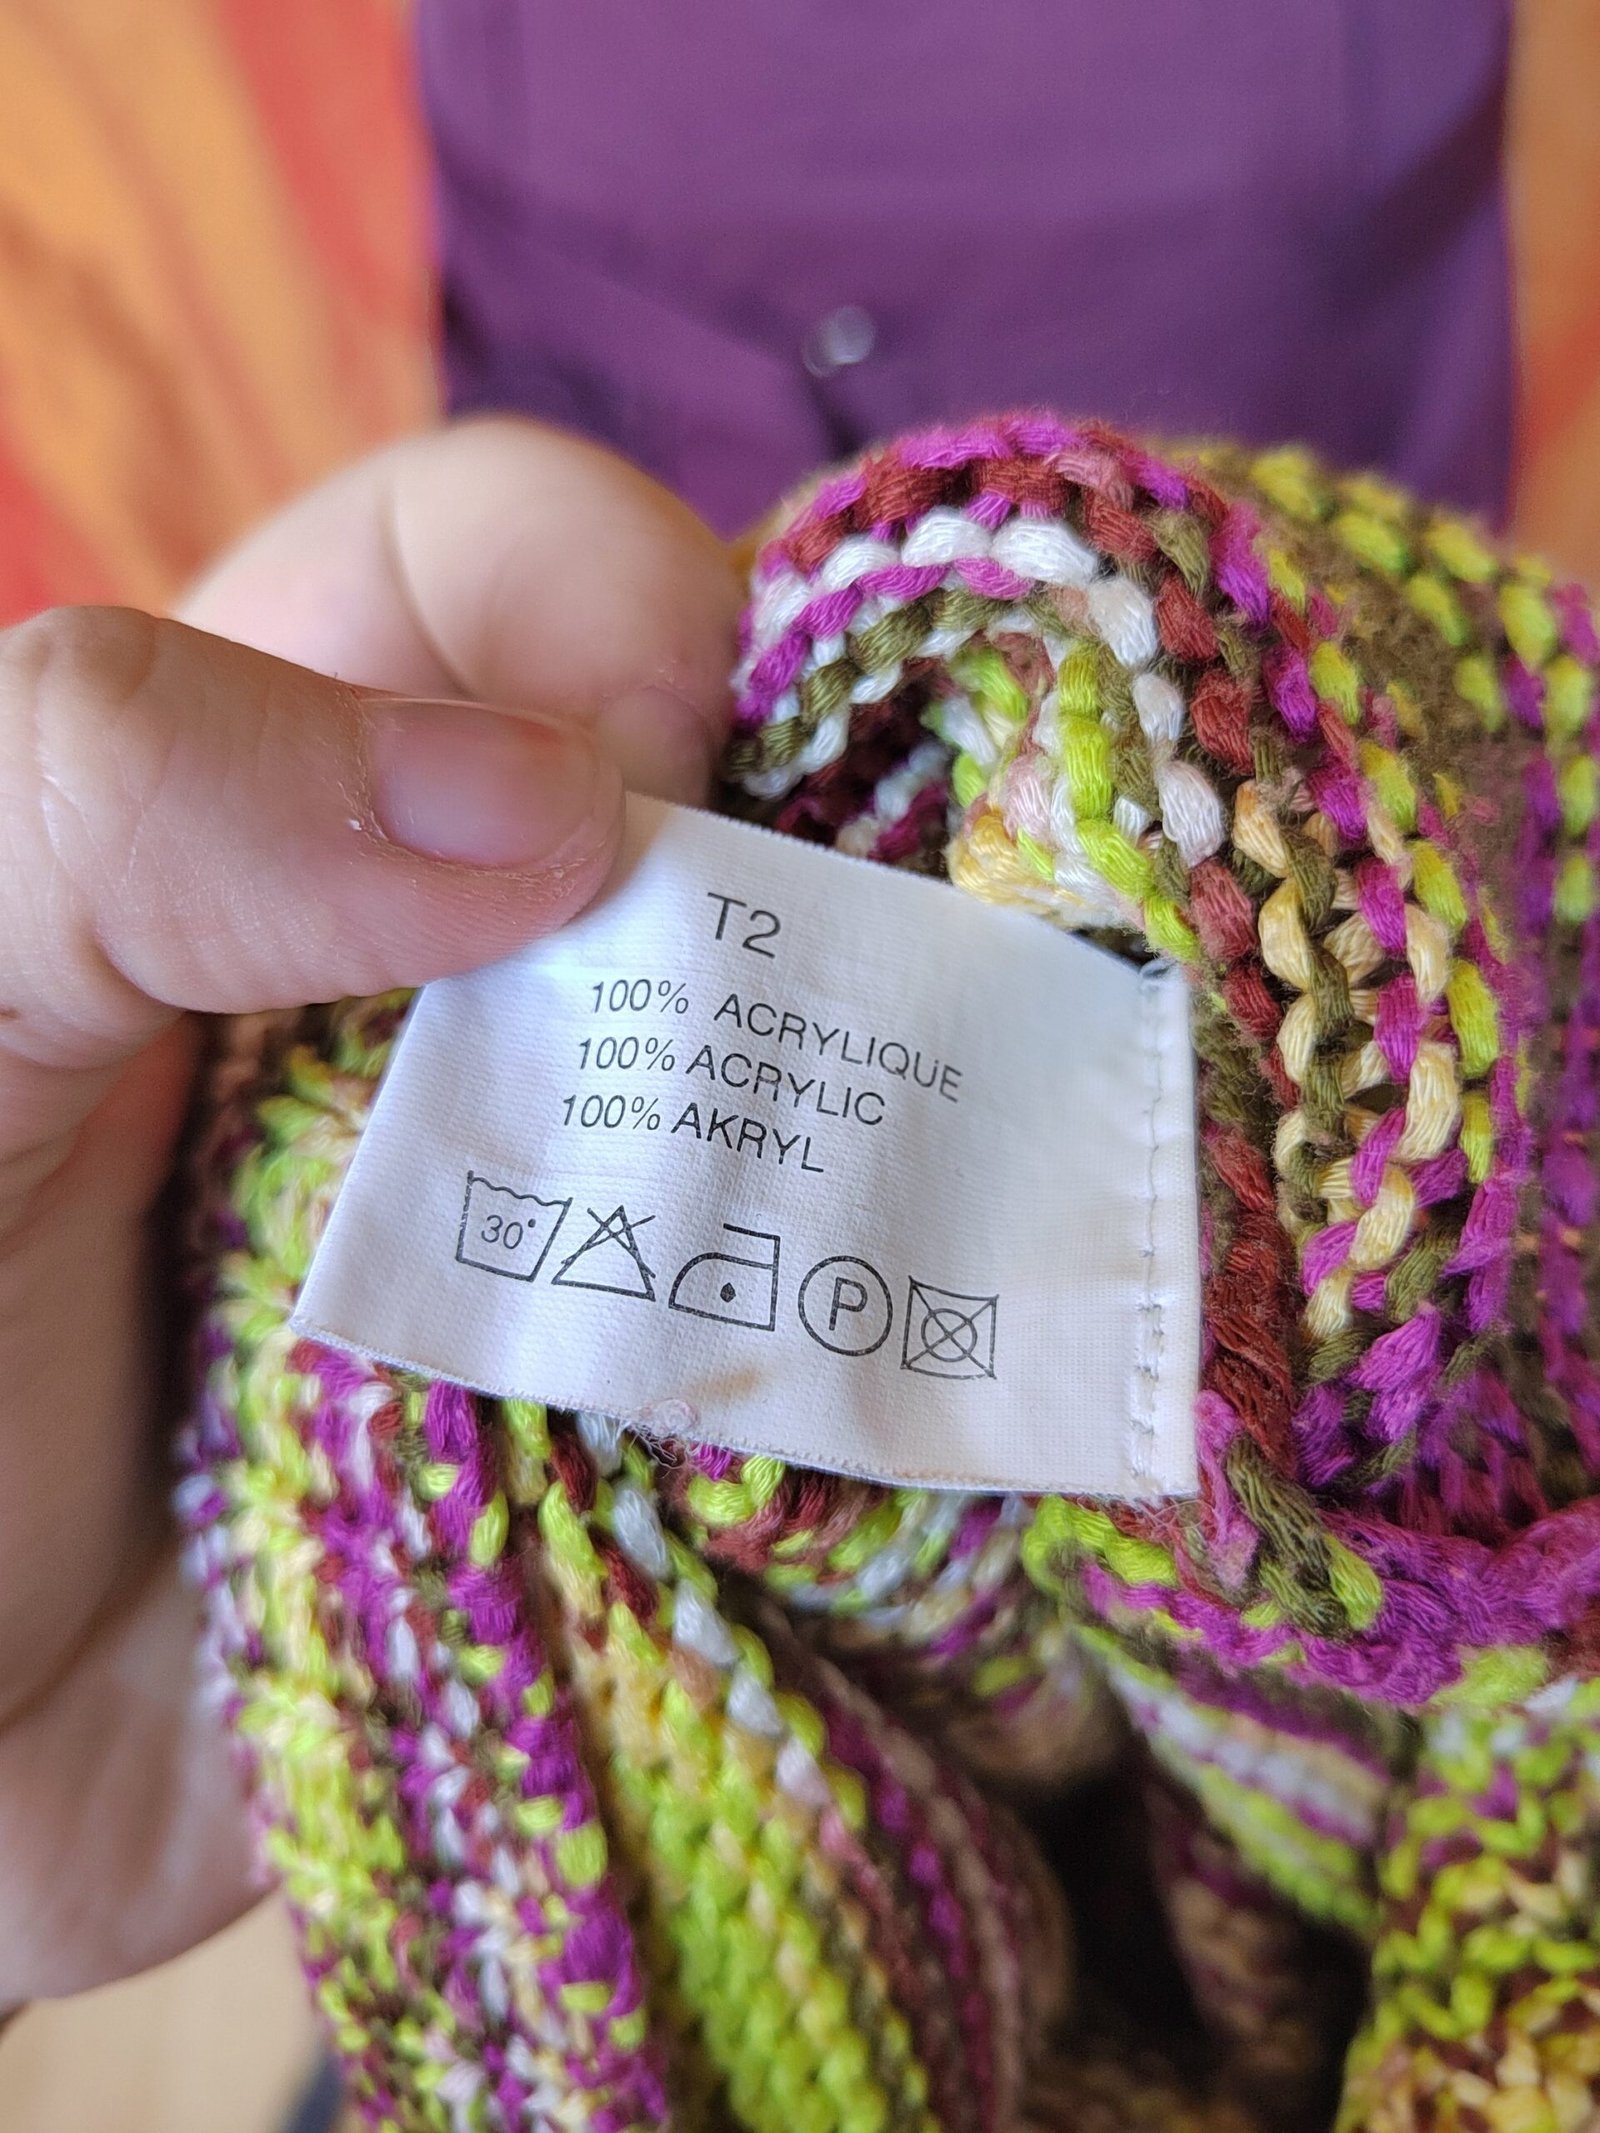 T2
100% ACRYLIQUE
100% ACRYLIC
100% AKRYL
30° P